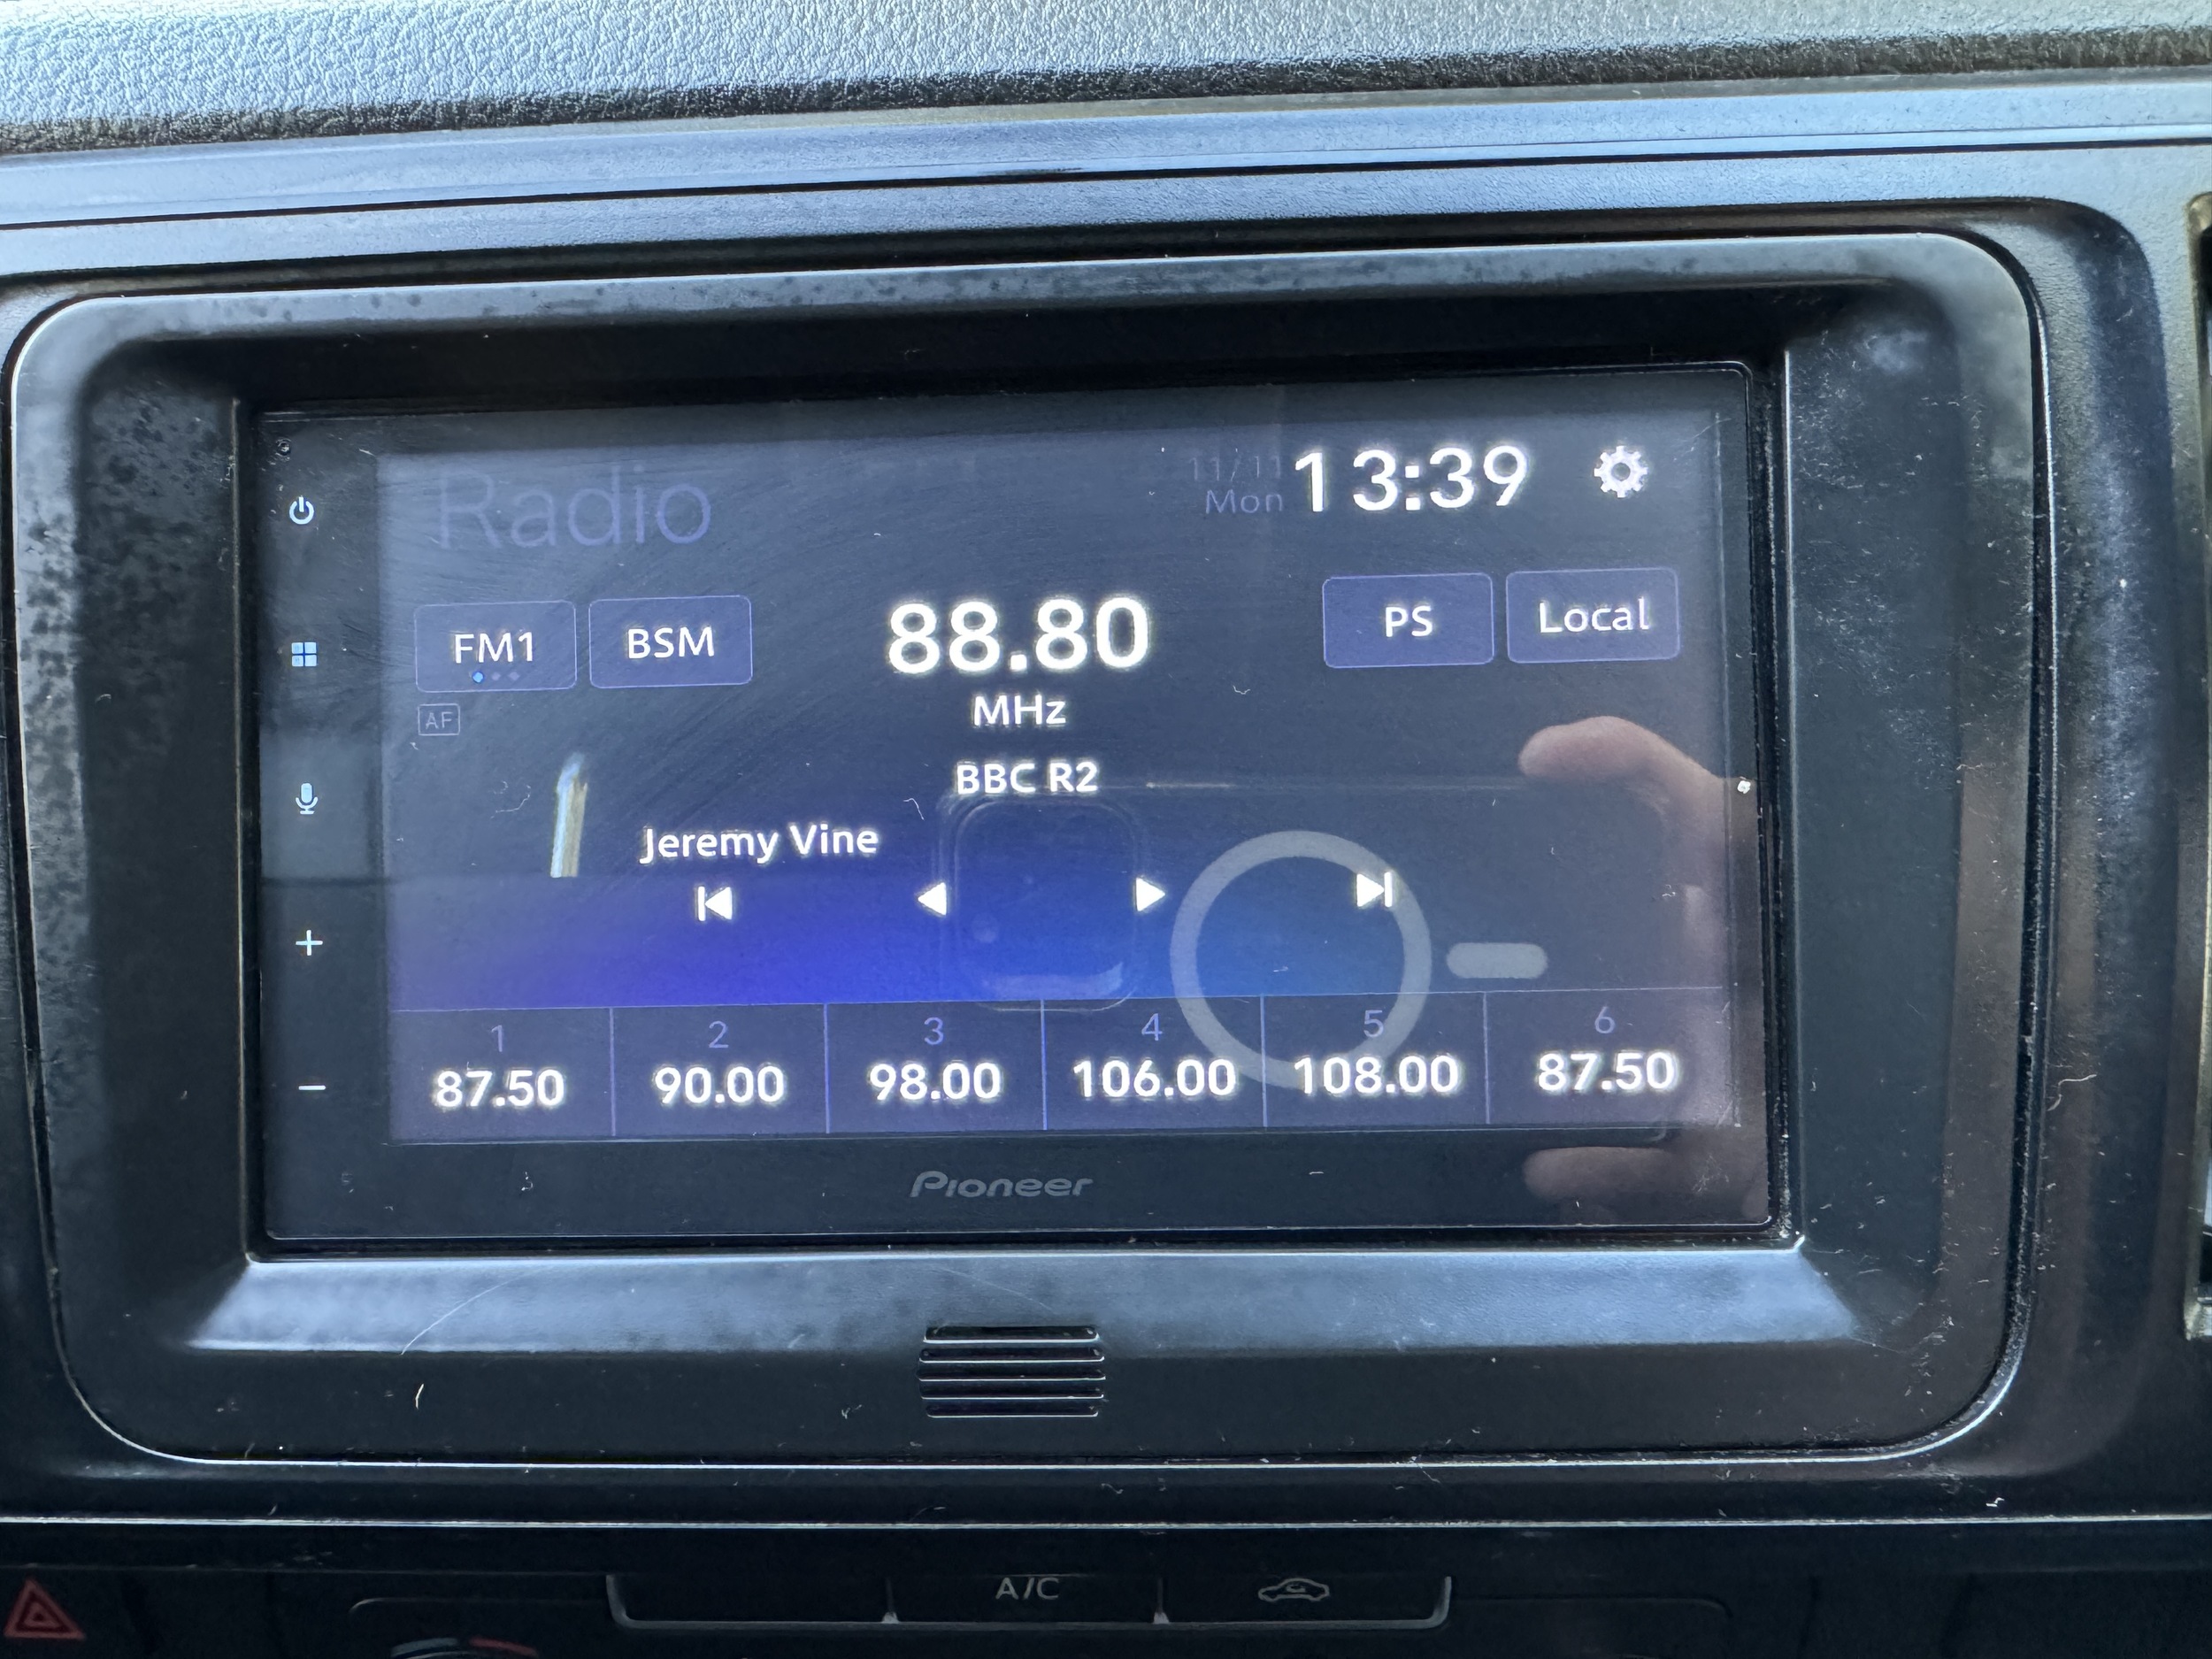 Radio
11/11
Mon
13:39
FM1
BSM
88.80
PS
Local
AF
MHz
BBC R2
Jeremy Vine
1
2
3
4
5
6
87.50
90.00
98.00
106.00
108.00
87.50
Pioneer
A/C